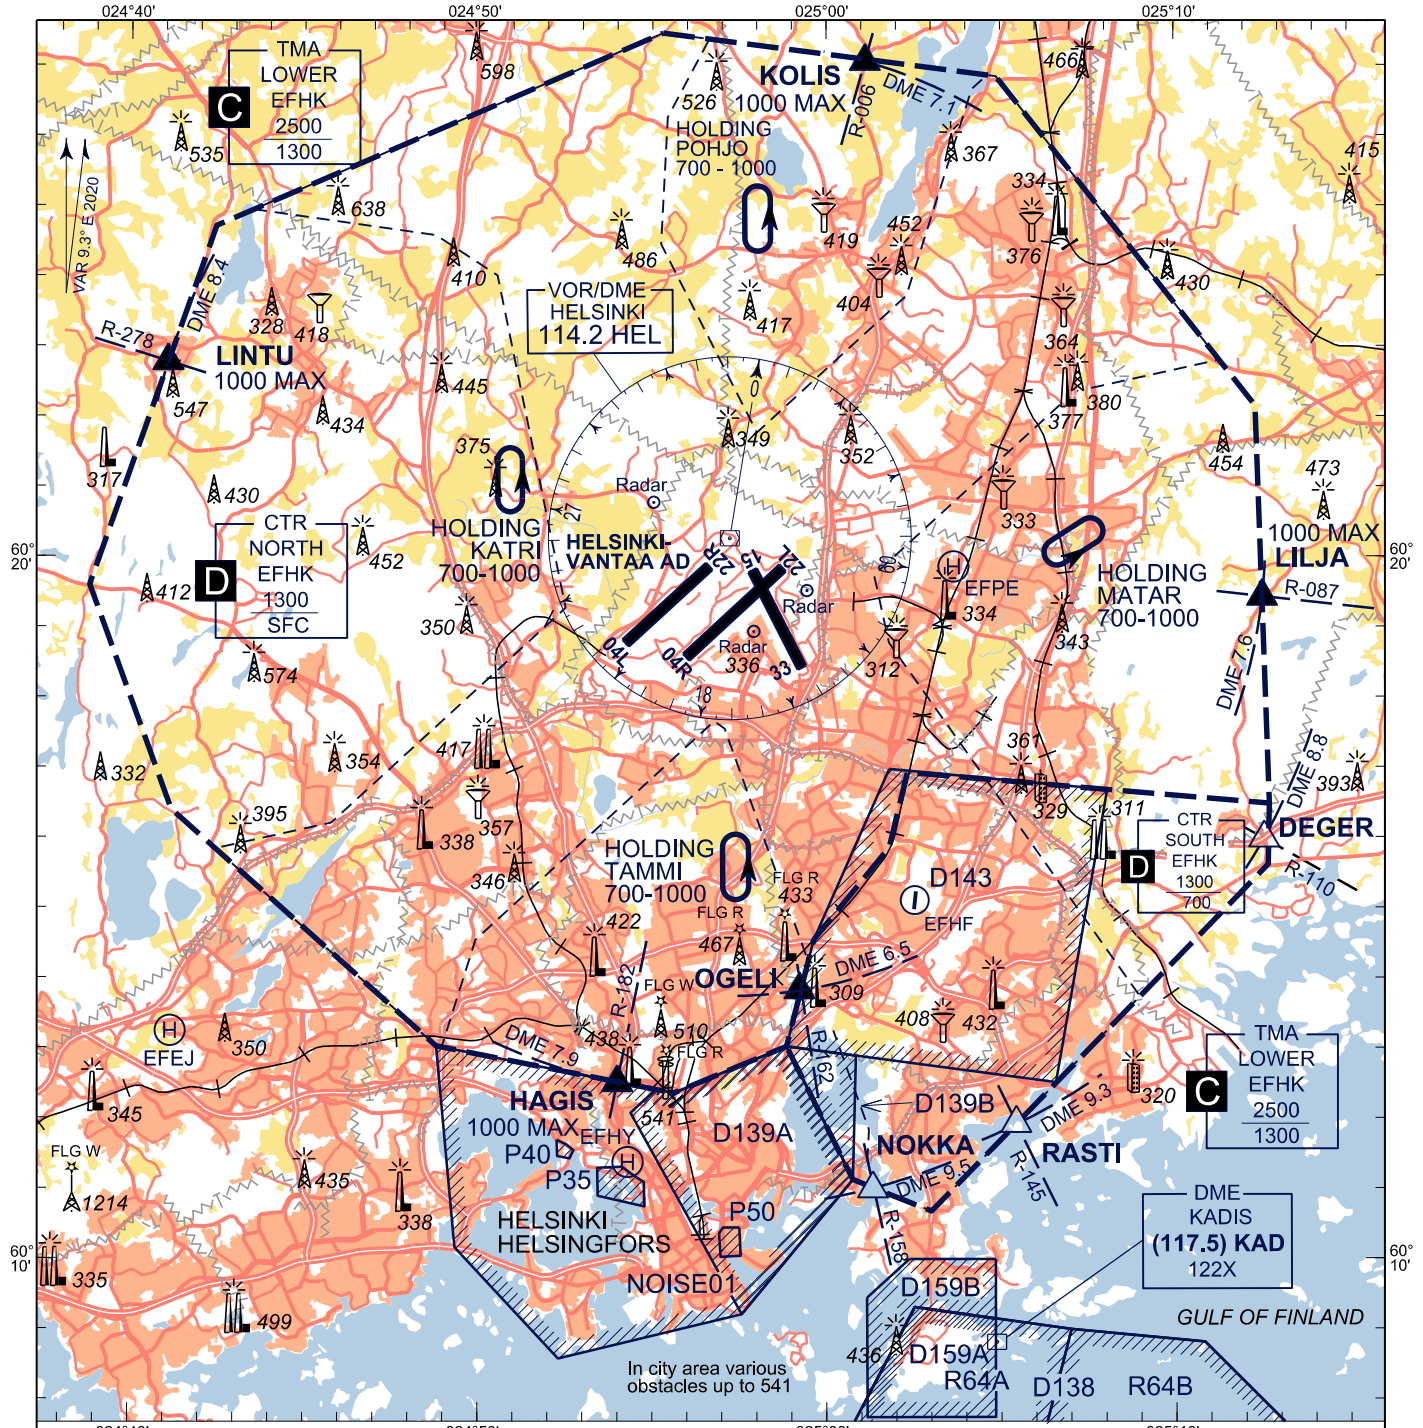 024°40'
024°50'
025°00'
025°10'
TMA
LOWER
EFHK
2500
1300
C
598
526
KOLIS
1000 MAX
DME 7.1
R-006
466
HOLDING
POHJO
700 - 1000
535
367
415
VAR 9.3° E 2020
638
334
486
419
452
376
410
430
DME 8.4
VOR/DME
HELSINKI
114.2 HEL
404
328
418
417
364
R-278
LINTU
1000 MAX
0
445
547
380
377
434
349
352
375
454
473
317
430
Radar
27
333
1000 MAX
LILJA
R-087
CTR
NORTH
EFHK
1300
SFC
D
452
HOLDING
KATRI
700-1000
HELSINKI-
VANTAA AD
22R
15
22L
09
H
EFPE
HOLDING
MATAR
700-1000
60°
20'
60°
20'
412
Radar
334
350
343
04L
04R
Radar
336
33
312
574
18
DME 7.6
417
354
332
361
DME 8.8
393
329
311
DEGER
395
357
338
CTR
SOUTH
EFHK
1300
700
D
HOLDING
TAMMI
700-1000
346
FLG R
433
D143
R-110
I
EFHF
422
FLG R
467
R-182
OGELI
DME 6.5
FLG W
309
408
432
510
H
EFEJ
350
438
DME 7.9
FLG R
R-162
TMA
LOWER
EFHK
2500
1300
C
345
HAGIS
1000 MAX
541
D139B
DME 9.3
320
EFHY
D139A
NOKKA
RASTI
P40
H
FLG W
P35
DME 9.5
R-145
1214
435
338
P50
R-158
DME
KADIS
(117.5) KAD
122X
HELSINKI
HELSINGFORS
60°
10'
60°
10'
335
NOISE01
D159B
499
GULF OF FINLAND
436
D159A
In city area various
obstacles up to 541
R64A
D138
R64B